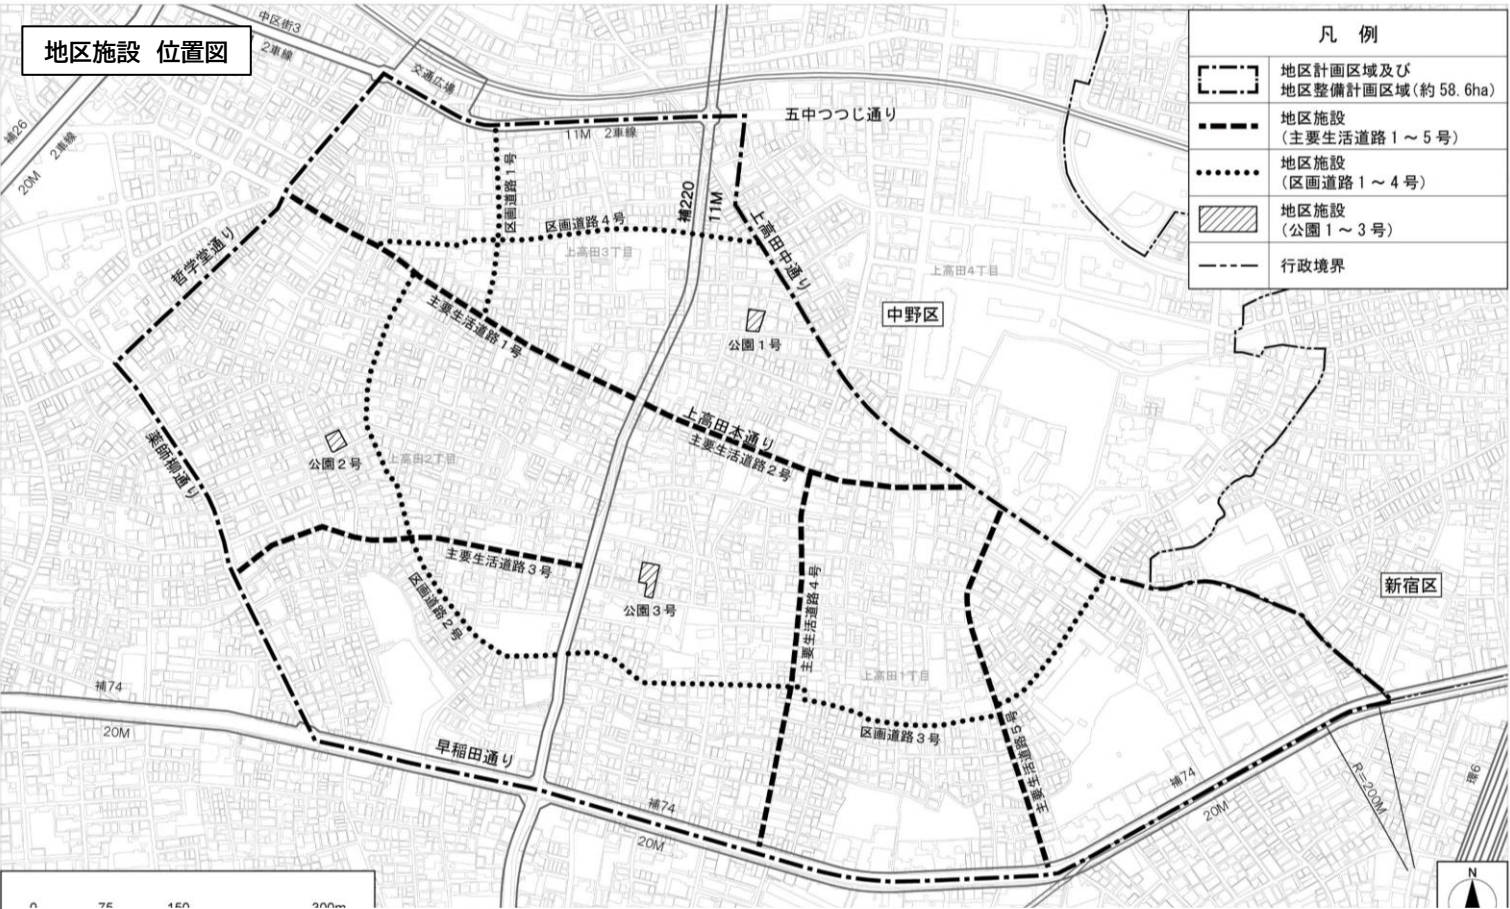 地区施設 位置図
中区街3
2車線
交通広場
補26
2車線
20M
五中つつじ通り
11M 2車線
区画道路1号
区画道路4号
補220
11M
上高田3丁目
上高田中通り
上高田4丁目
哲学堂通り
主要生活道路1号
公園1号
中野区
薬師柳通り
公園2号
上高田2丁目
上高田本通り
主要生活道路2号
主要生活道路3号
区画道路2号
公園3号
主要生活道路4号
上高田1丁目
区画道路3号
主要生活道路5号
新宿区
補74
20M
早稲田通り
補74
20M
補74
20M
R=200M
環6
凡 例
地区計画区域及び
地区整備計画区域(約58.6ha)
地区施設
(主要生活道路1~5号)
地区施設
(区画道路1~4号)
地区施設
(公園1~3号)
行政境界
0 75 150 300m
N